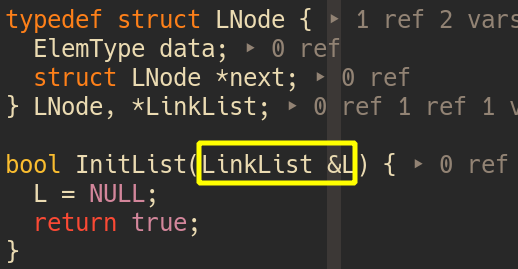 typedef struct LNode { ▸ 1 ref 2 vars
ElemType data; ▸ 0 ref
struct LNode *next; ▸ 0 ref
} LNode, *LinkList; ▸ 0 ref 1 ref 1 v
bool InitList(LinkList &L) { ▸ 0 ref
L = NULL;
return true;
}